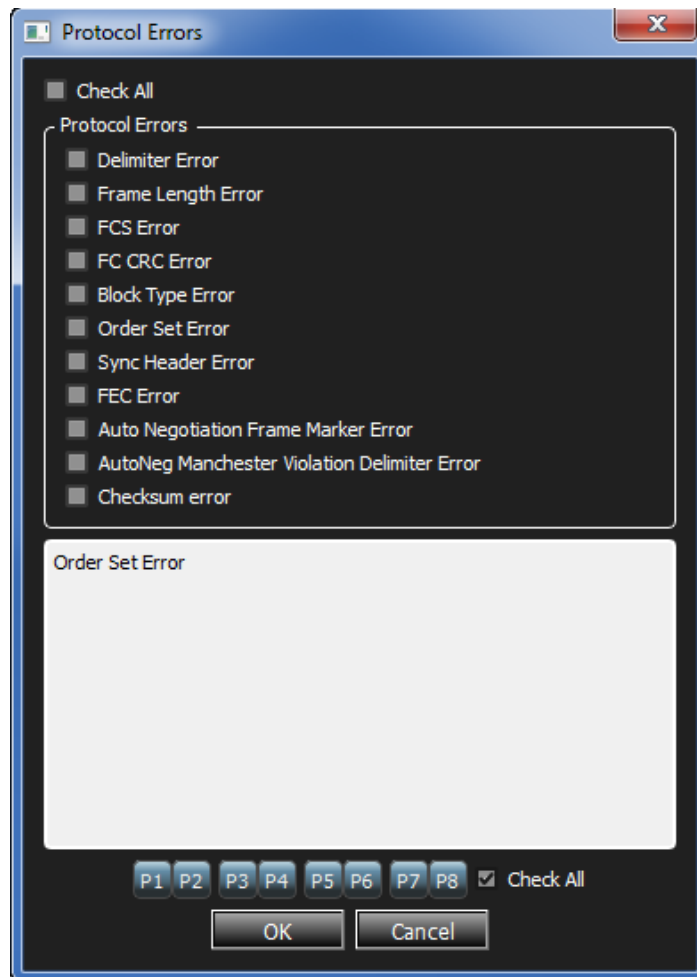 Protocol Errors
Check All
Protocol Errors
Delimiter Error
Frame Length Error
FCS Error
FC CRC Error
Block Type Error
Order Set Error
Sync Header Error
FEC Error
Auto Negotiation Frame Marker Error
AutoNeg Manchester Violation Delimiter Error
Checksum error
Order Set Error
P1 P2 P3 P4 P5 P6 P7 P8 Check All
OK Cancel